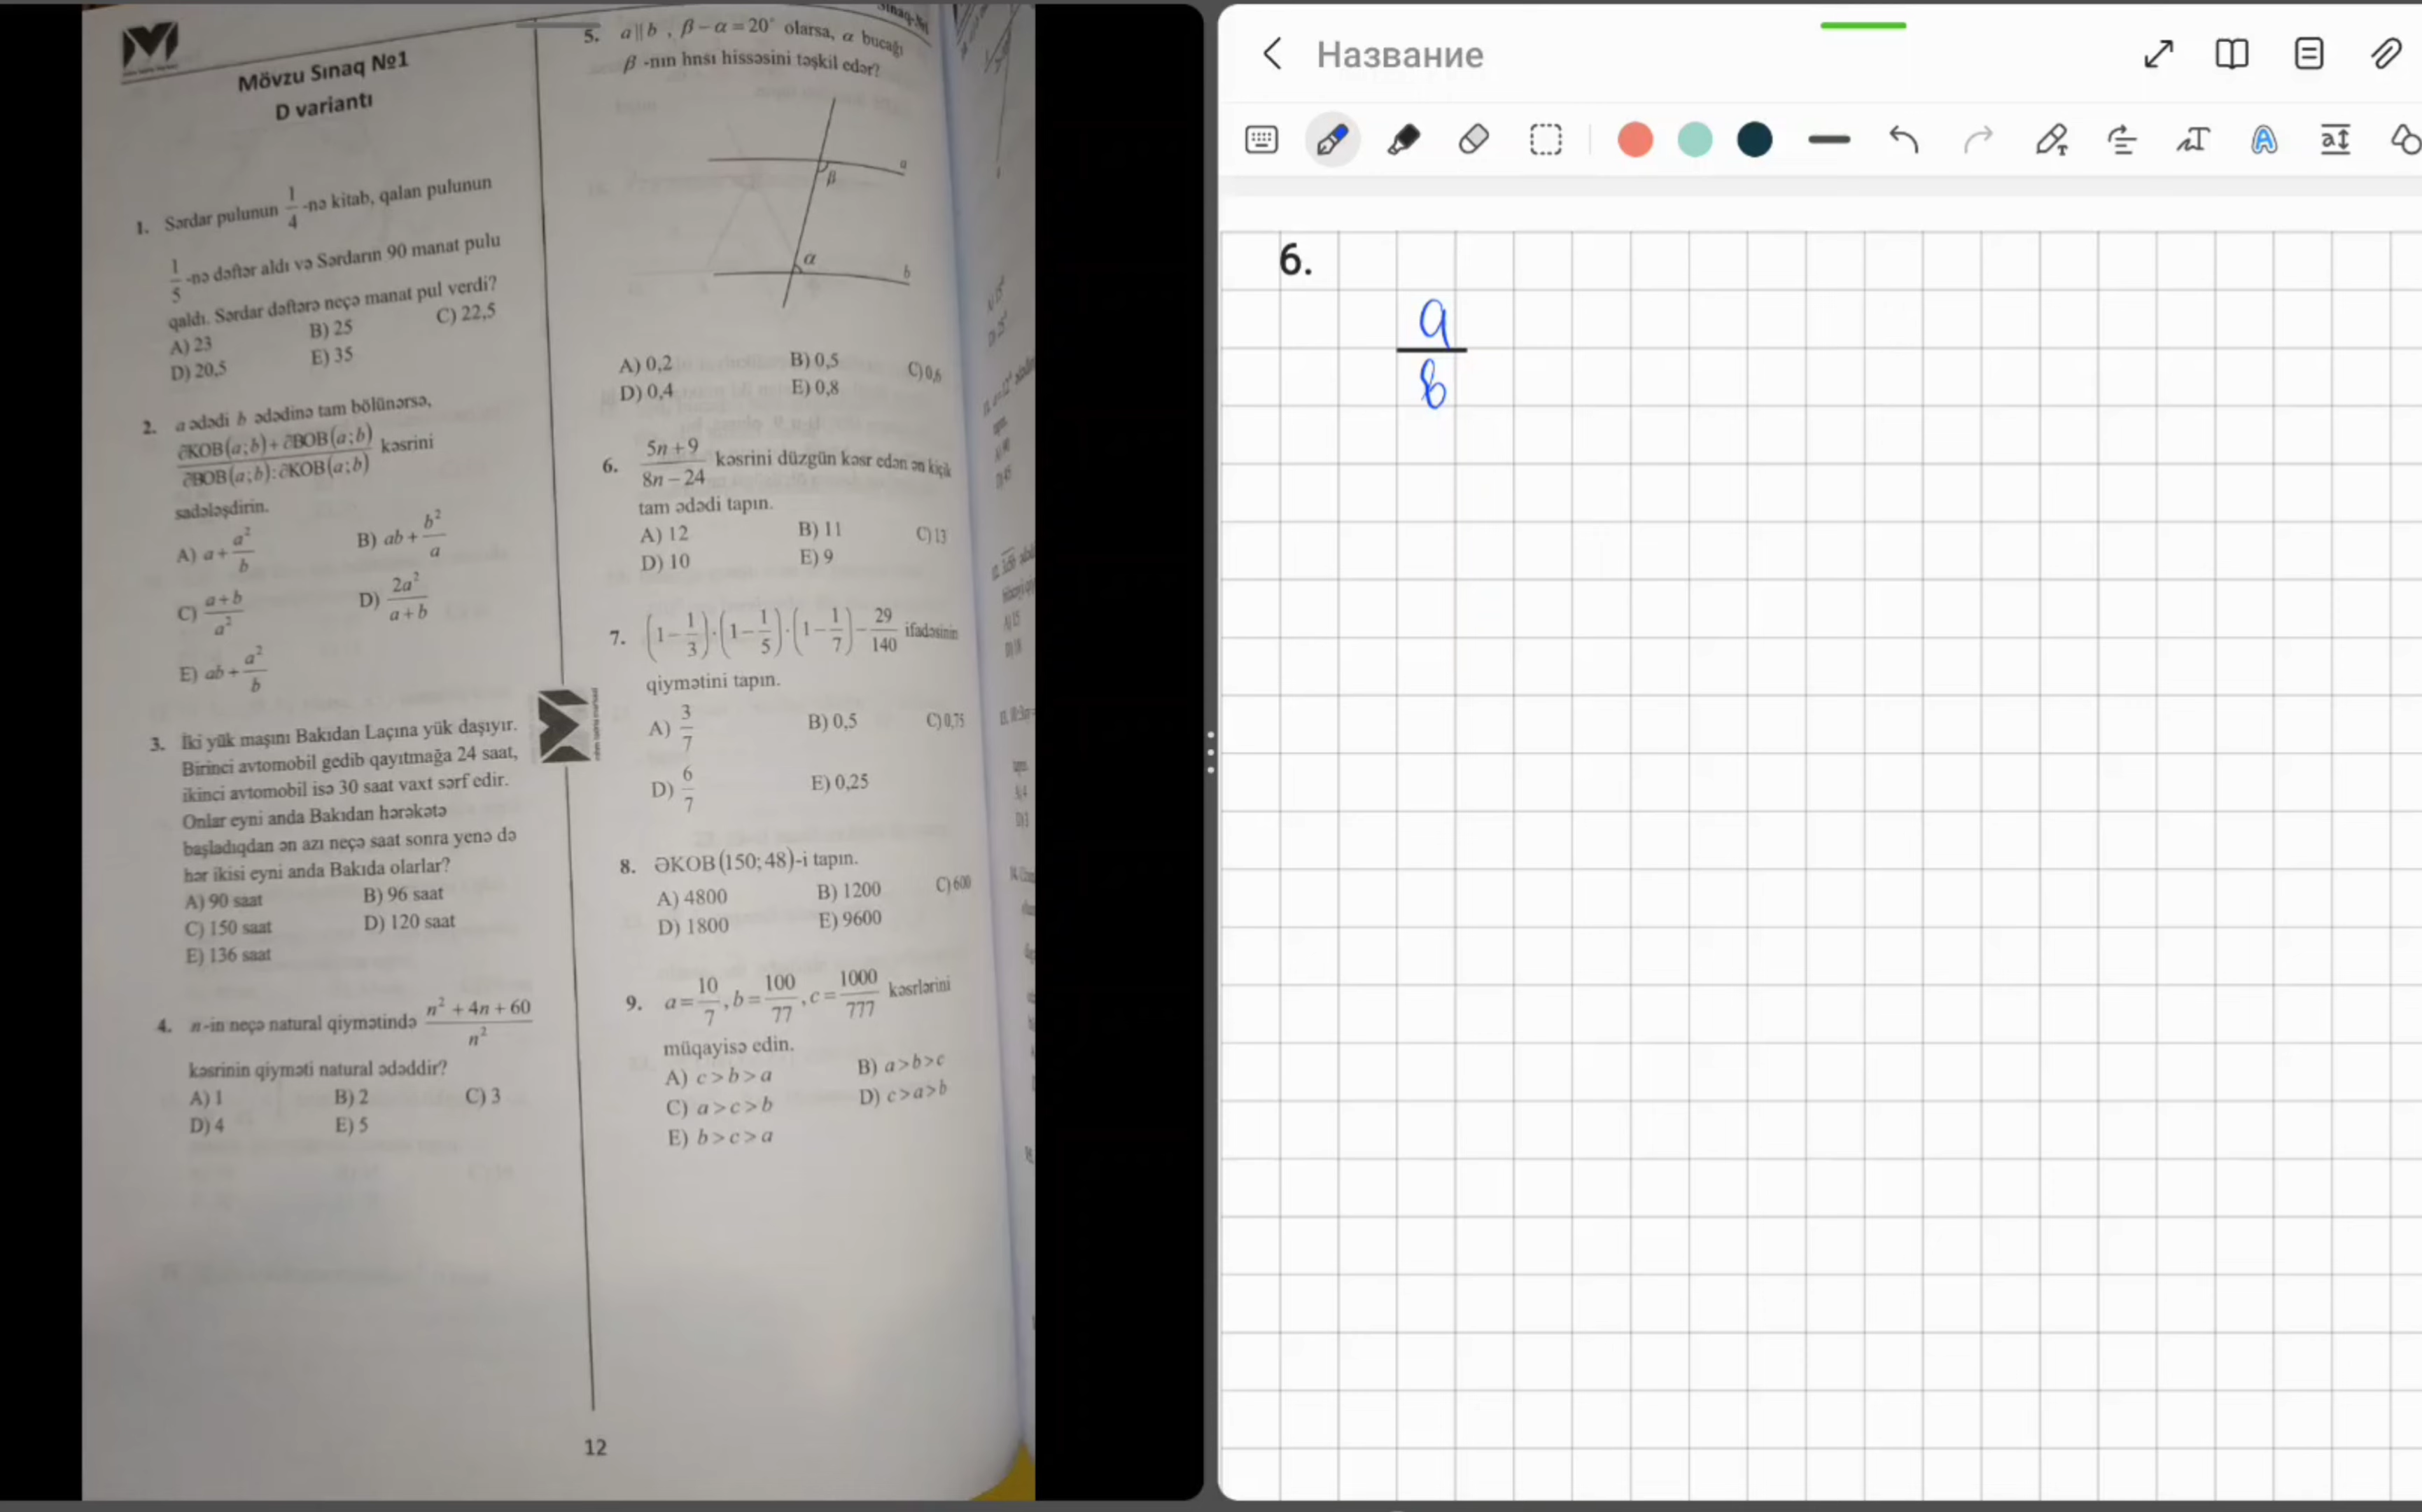 Mövzu Sınaq №1
D variantı
1. Sərdar pulunun 1/4 -nə kitab, qalan pulunun
1/5 -nə dəftər aldı və Sərdarın 90 manat pulu
qaldı. Sərdar dəftərə neçə manat pul verdi?
A) 23 B) 25 C) 22,5
D) 20,5 E) 35
2. a ədədi b ədədinə tam bölünərsə,
ƏKOB(a;b)+ƏBOB(a;b) / ƏBOB(a;b):ƏKOB(a;b) kəsrini
sadələşdirin.
A) a + a²/b B) ab + b²/a
C) a+b/a² D) 2a²/a+b
E) ab + a²/b
3. İki yük maşını Bakıdan Laçına yük daşıyır.
Birinci avtomobil gedib qayıtmağa 24 saat,
ikinci avtomobil isə 30 saat vaxt sərf edir.
Onlar eyni anda Bakıdan hərəkətə
başladıqdan ən azı neçə saat sonra yenə də
hər ikisi eyni anda Bakıda olarlar?
A) 90 saat B) 96 saat
C) 150 saat D) 120 saat
E) 136 saat
4. n-in neçə natural qiymətində n² + 4n + 60 / n²
kəsrinin qiyməti natural ədəddir?
A) 1 B) 2 C) 3
D) 4 E) 5
5. a || b , β − α = 20° olarsa, α bucağı
β -nın hnsı hissəsini təşkil edər?
a
β
α
b
A) 0,2 B) 0,5 C) 0,6
D) 0,4 E) 0,8
6. 5n + 9 / 8n − 24 kəsrini düzgün kəsr edən ən kiçik
tam ədədi tapın.
A) 12 B) 11 C) 13
D) 10 E) 9
7. (1 − 1/3)·(1 − 1/5)·(1 − 1/7) − 29/140 ifadəsinin
qiymətini tapın.
A) 3/7 B) 0,5 C) 0,75
D) 6/7 E) 0,25
8. ƏKOB(150; 48)-i tapın.
A) 4800 B) 1200 C) 600
D) 1800 E) 9600
9. a = 10/7, b = 100/77, c = 1000/777 kəsrlərini
müqayisə edin.
A) c > b > a B) a > b > c
C) a > c > b D) c > a > b
E) b > c > a
12
Название
6.
a
b